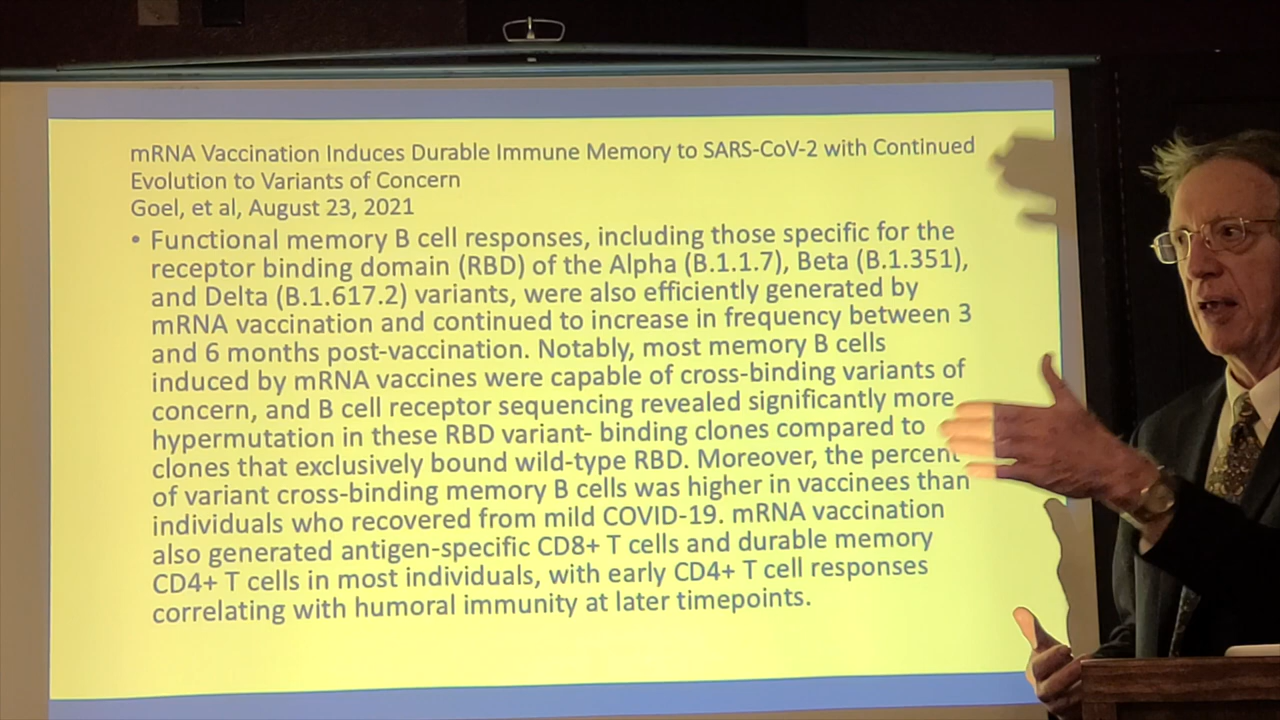 mRNA Vaccination Induces Durable Immune Memory to SARS-CoV-2 with Continued
Evolution to Variants of Concern
Goel, et al, August 23, 2021
• Functional memory B cell responses, including those specific for the
receptor binding domain (RBD) of the Alpha (B.1.1.7), Beta (B.1.351),
and Delta (B.1.617.2) variants, were also efficiently generated by
mRNA vaccination and continued to increase in frequency between 3
and 6 months post-vaccination. Notably, most memory B cells
induced by mRNA vaccines were capable of cross-binding variants of
concern, and B cell receptor sequencing revealed significantly more
hypermutation in these RBD variant- binding clones compared to
clones that exclusively bound wild-type RBD. Moreover, the percent
of variant cross-binding memory B cells was higher in vaccinees than
individuals who recovered from mild COVID-19. mRNA vaccination
also generated antigen-specific CD8+ T cells and durable memory
CD4+ T cells in most individuals, with early CD4+ T cell responses
correlating with humoral immunity at later timepoints.